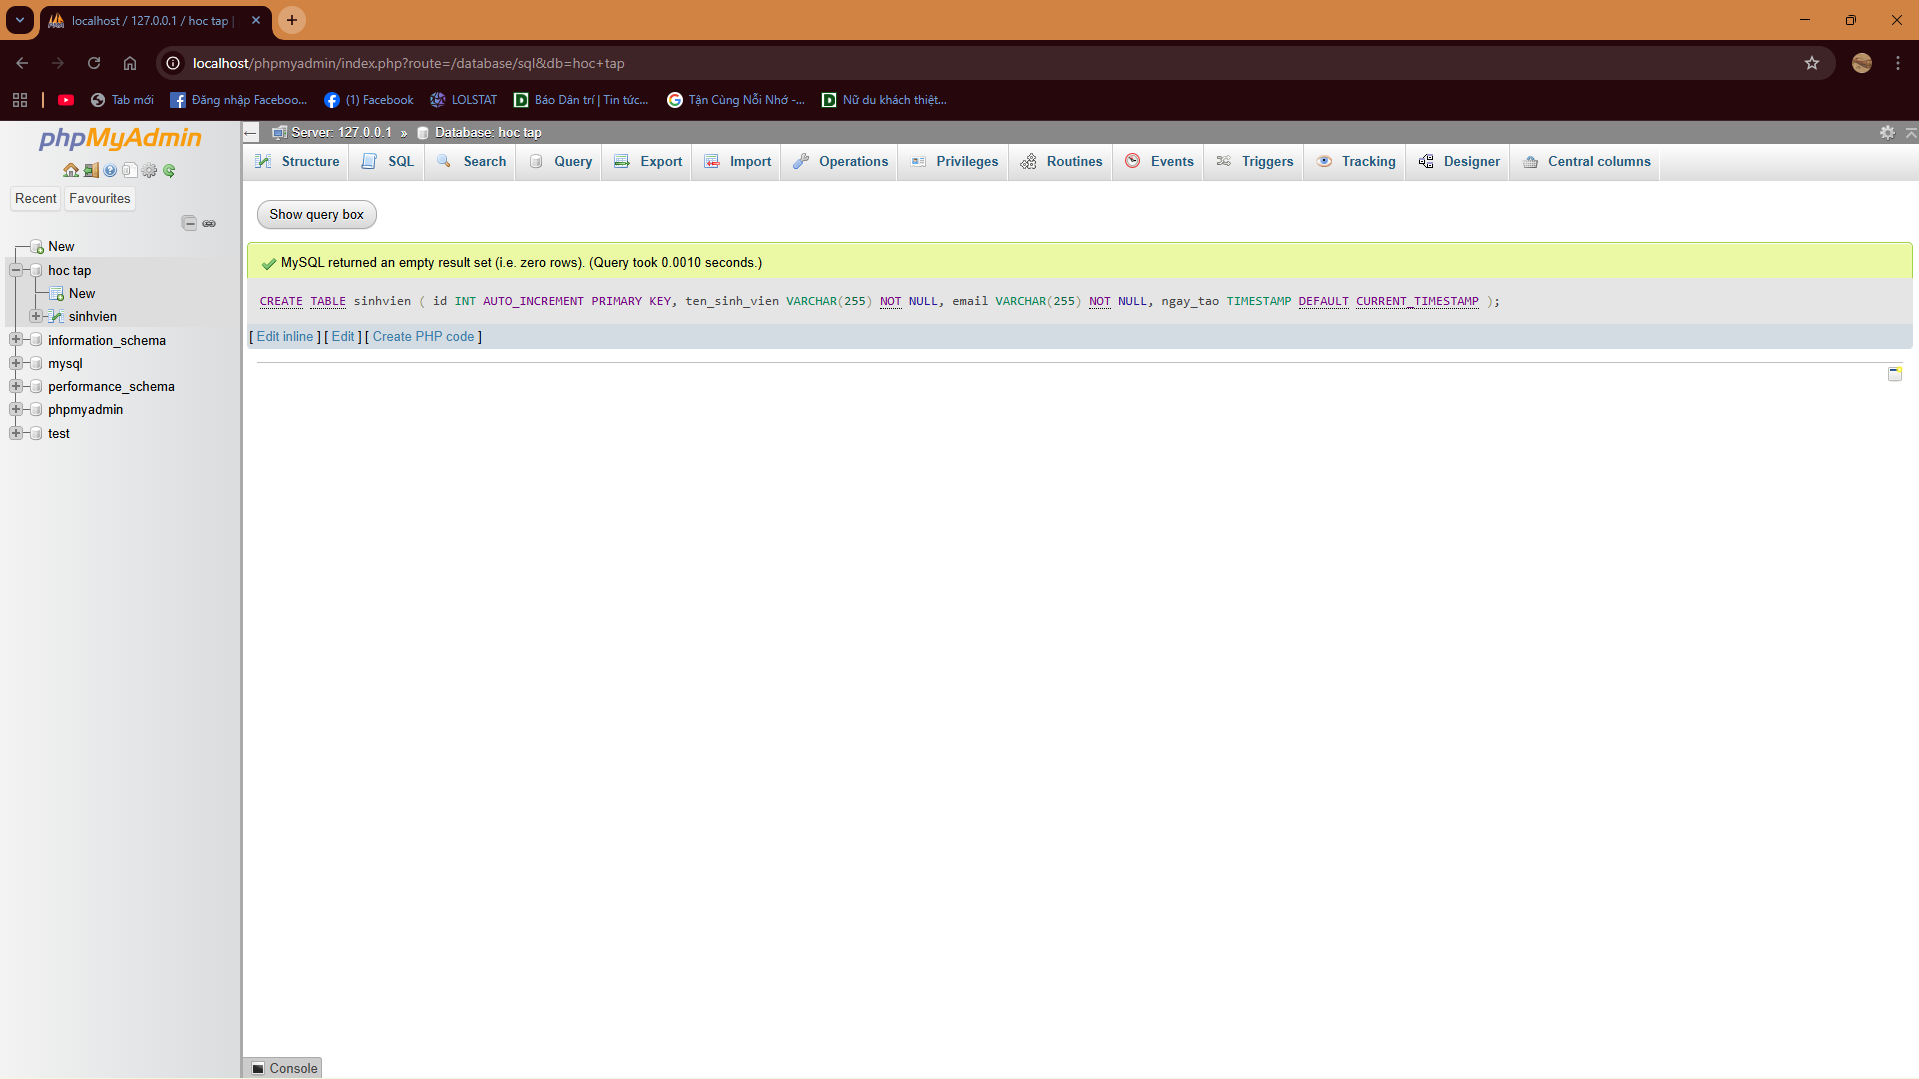 localhost / 127.0.0.1 / hoc tap |
localhost/phpmyadmin/index.php?route=/database/sql&db=hoc+tap
Tab mới
Đăng nhập Faceboo...
(1) Facebook
LOLSTAT
Báo Dân trí | Tin tức...
Tận Cùng Nỗi Nhớ -...
Nữ du khách thiệt...
phpMyAdmin
Recent
Favourites
New
hoc tap
New
sinhvien
information_schema
mysql
performance_schema
phpmyadmin
test
Server: 127.0.0.1 » Database: hoc tap
Structure
SQL
Search
Query
Export
Import
Operations
Privileges
Routines
Events
Triggers
Tracking
Designer
Central columns
Show query box
MySQL returned an empty result set (i.e. zero rows). (Query took 0.0010 seconds.)
CREATE TABLE sinhvien ( id INT AUTO_INCREMENT PRIMARY KEY, ten_sinh_vien VARCHAR(255) NOT NULL, email VARCHAR(255) NOT NULL, ngay_tao TIMESTAMP DEFAULT CURRENT_TIMESTAMP );
[ Edit inline ] [ Edit ] [ Create PHP code ]
Console